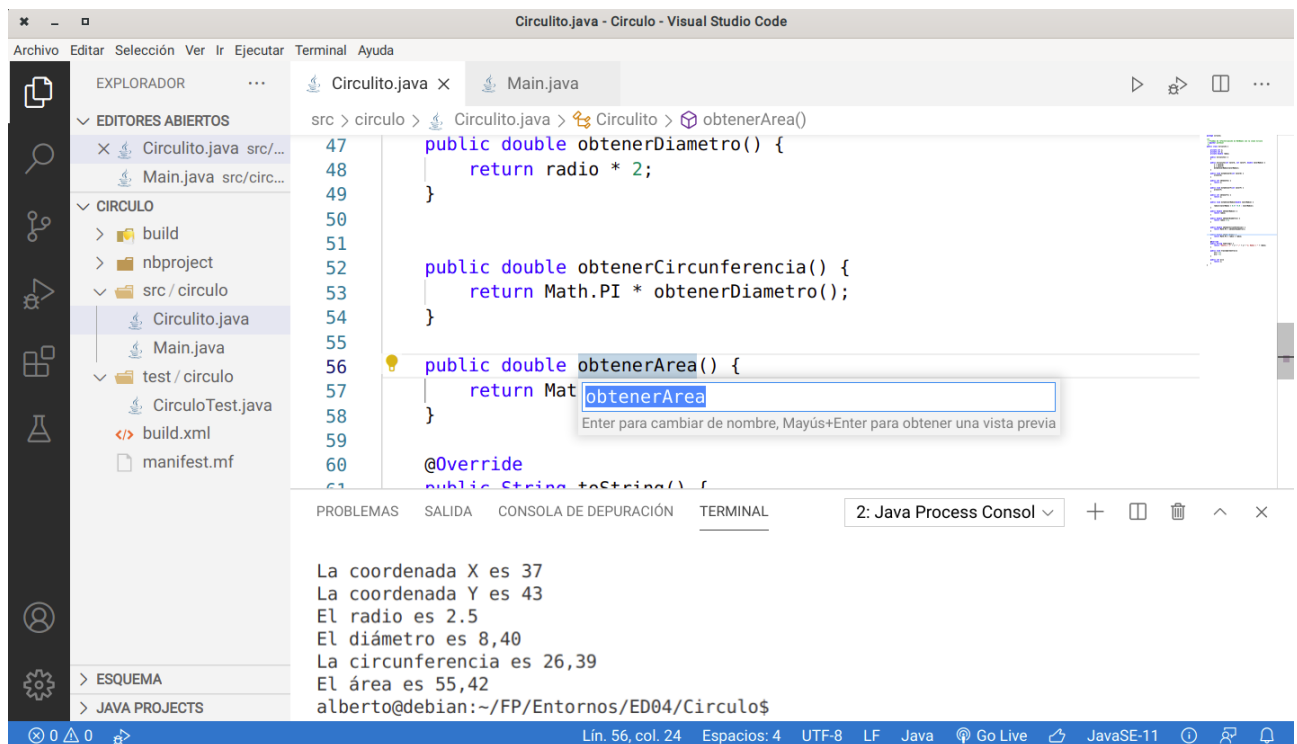 Circulito.java - Circulo - Visual Studio Code
Archivo Editar Selección Ver Ir Ejecutar Terminal Ayuda
EXPLORADOR
Circulito.java
Main.java
EDITORES ABIERTOS
Circulito.java src/...
Main.java src/circ...
CIRCULO
build
nbproject
src/circulo
Circulito.java
Main.java
test/circulo
CirculoTest.java
build.xml
manifest.mf
ESQUEMA
JAVA PROJECTS
src > circulo > Circulito.java > Circulito > obtenerArea()
47 public double obtenerDiametro() {
48 return radio * 2;
49 }
50
51
52 public double obtenerCircunferencia() {
53 return Math.PI * obtenerDiametro();
54 }
55
56 public double obtenerArea() {
57 return Mat
obtenerArea
Enter para cambiar de nombre, Mayús+Enter para obtener una vista previa
58 }
59
60 @Override
61 public String toString() {
PROBLEMAS SALIDA CONSOLA DE DEPURACIÓN TERMINAL 2: Java Process Consol
La coordenada X es 37
La coordenada Y es 43
El radio es 2.5
El diámetro es 8,40
La circunferencia es 26,39
El área es 55,42
alberto@debian:~/FP/Entornos/ED04/Circulo$
0 0 Lín. 56, col. 24 Espacios: 4 UTF-8 LF Java Go Live JavaSE-11